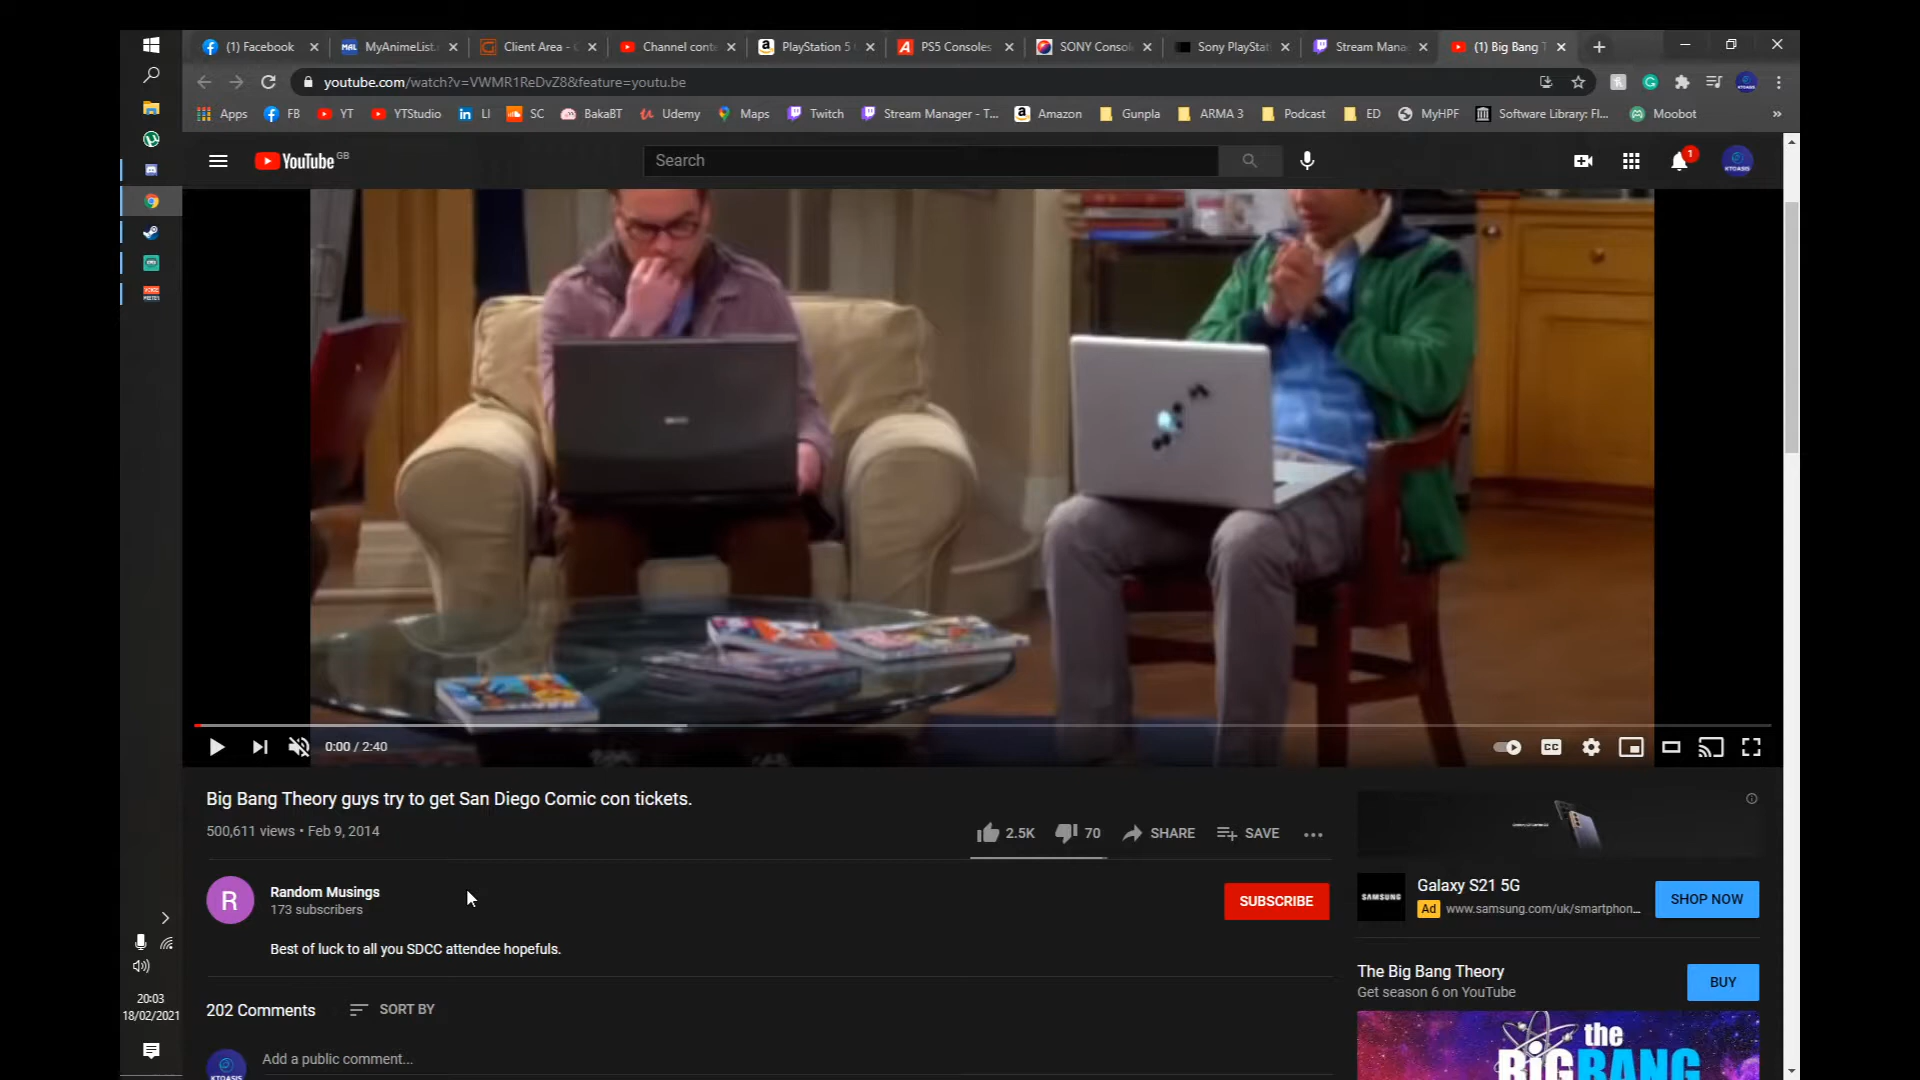 (1) Facebook
MyAnimeList.
Client Area -
Channel cont
PlayStation 5
PS5 Consoles
SONY Consol
Sony PlayStat
Stream Mana
(1) Big Bang T
youtube.com/watch?v=VWMR1ReDvZ8&feature=youtu.be
Apps
FB
YT
YTStudio
LI
SC
BakaBT
Udemy
Maps
Twitch
Stream Manager - T...
Amazon
Gunpla
ARMA 3
Podcast
ED
MyHPF
Software Library: Fl...
Moobot
YouTube GB
Search
1
0:00 / 2:40
Big Bang Theory guys try to get San Diego Comic con tickets.
500,611 views • Feb 9, 2014
2.5K
70
SHARE
SAVE
R
Random Musings
173 subscribers
SUBSCRIBE
Best of luck to all you SDCC attendee hopefuls.
202 Comments
SORT BY
Add a public comment...
SAMSUNG
Galaxy S21 5G
Ad www.samsung.com/uk/smartphon...
SHOP NOW
The Big Bang Theory
Get season 6 on YouTube
BUY
the
BIG BANG
20:03
18/02/2021